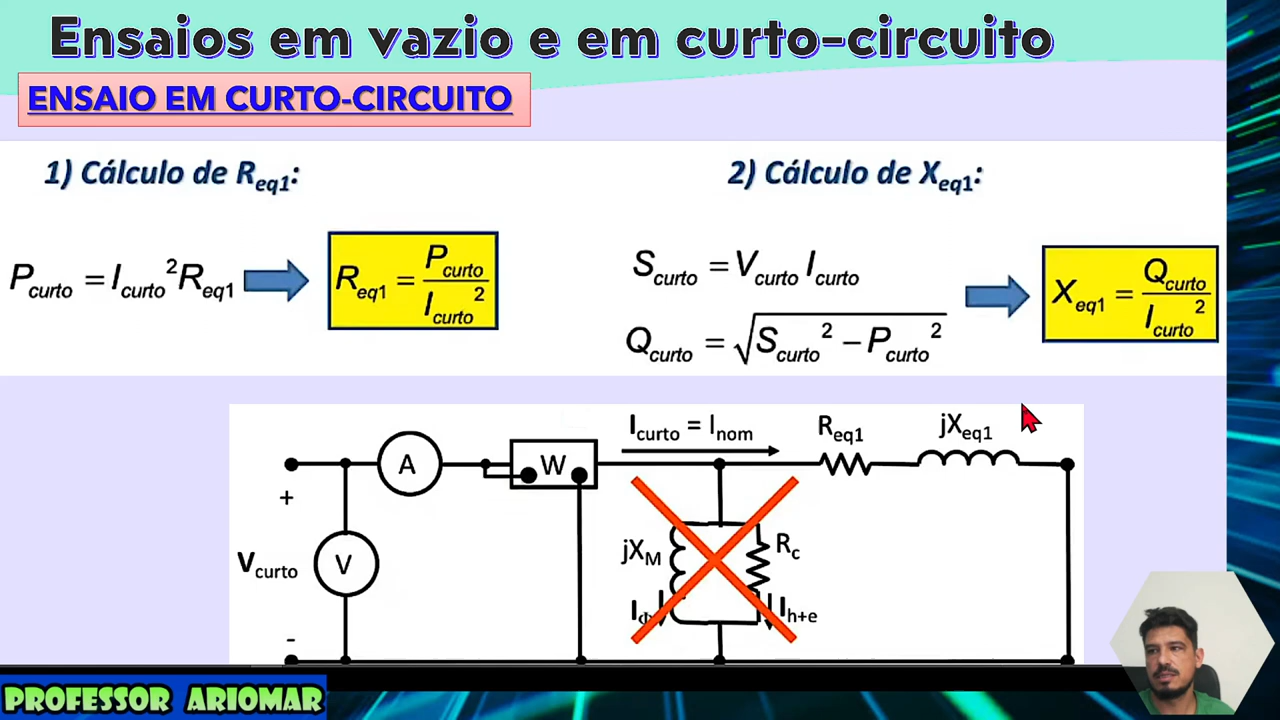 Ensaios em vazio e em curto-circuito
ENSAIO EM CURTO-CIRCUITO
1) Cálculo de Req1:
2) Cálculo de Xeq1:
Pcurto = Icurto²Req1
Req1 = Pcurto / Icurto²
Scurto = Vcurto Icurto
Qcurto = √(Scurto² – Pcurto²)
Xeq1 = Qcurto / Icurto²
Icurto = Inom
Req1
jXeq1
A
W
+
Vcurto
V
jXM
Rc
IΦ
Ih+e
-
PROFESSOR ARIOMAR